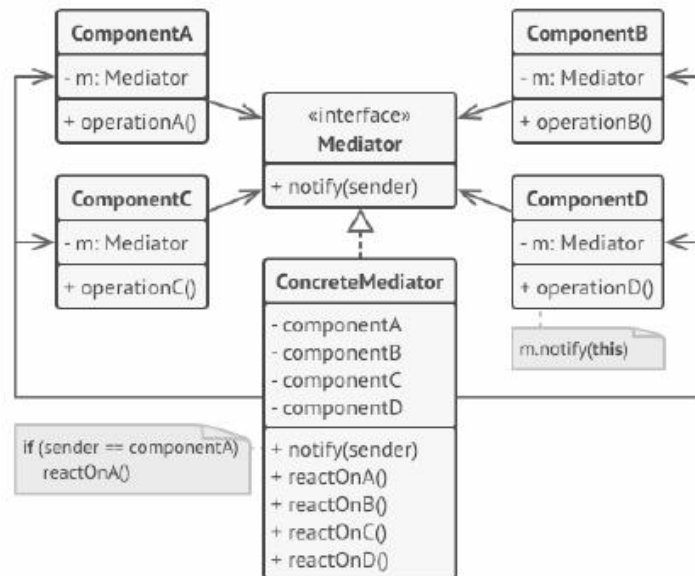 ComponentA
- m: Mediator
+ operationA()
ComponentB
- m: Mediator
+ operationB()
«interface»
Mediator
+ notify(sender)
ComponentC
- m: Mediator
+ operationC()
ComponentD
- m: Mediator
+ operationD()
m.notify(this)
ConcreteMediator
- componentA
- componentB
- componentC
- componentD
+ notify(sender)
+ reactOnA()
+ reactOnB()
+ reactOnC()
+ reactOnD()
if (sender == componentA)
reactOnA()